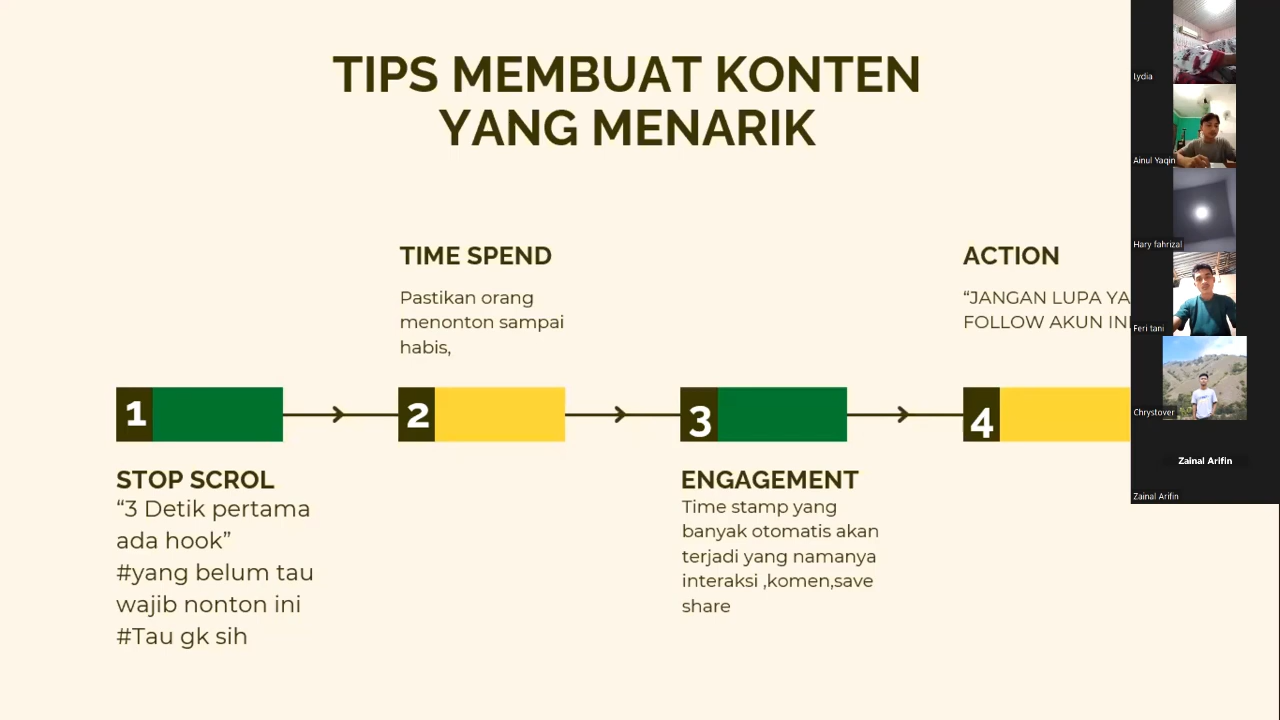 TIPS MEMBUAT KONTEN
YANG MENARIK
1
STOP SCROL
“3 Detik pertama
ada hook”
#yang belum tau
wajib nonton ini
#Tau gk sih
TIME SPEND
Pastikan orang
menonton sampai
habis,
2
3
ENGAGEMENT
Time stamp yang
banyak otomatis akan
terjadi yang namanya
interaksi ,komen,save
share
ACTION
“JANGAN LUPA YA
FOLLOW AKUN INI
4
Lydia
Ainul Yaqin
Hary fahrizal
Feri tani
Chrystover
Zainal Arifin
Zainal Arifin